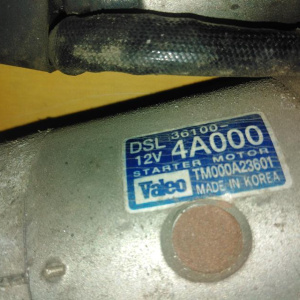 DSL 36100-
12V 4A000
STARTER MOTOR
Valeo TM000A23601
MADE IN KOREA